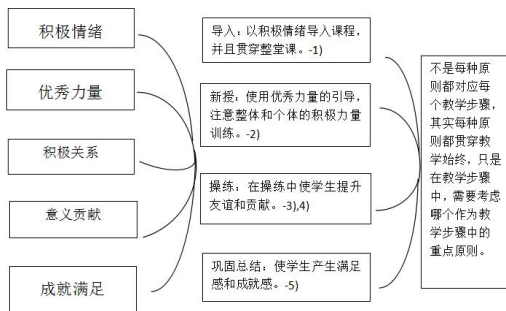 积极情绪
优秀力量
积极关系
意义贡献
成就满足
导入：以积极情绪导入课程，
并且贯穿整堂课。-1)
新授：使用优秀力量的引导，
注意整体和个体的积极力量
训练。-2)
操练：在操练中使学生提升
友谊和贡献。-3),4)
巩固总结：使学生产生满足
感和成就感。-5)
不是每种原
则都对应每
个教学步骤，
其实每种原
则都贯穿教
学始终，只是
在教学步骤
中，需要考虑
哪个作为教
学步骤中的
重点原则。